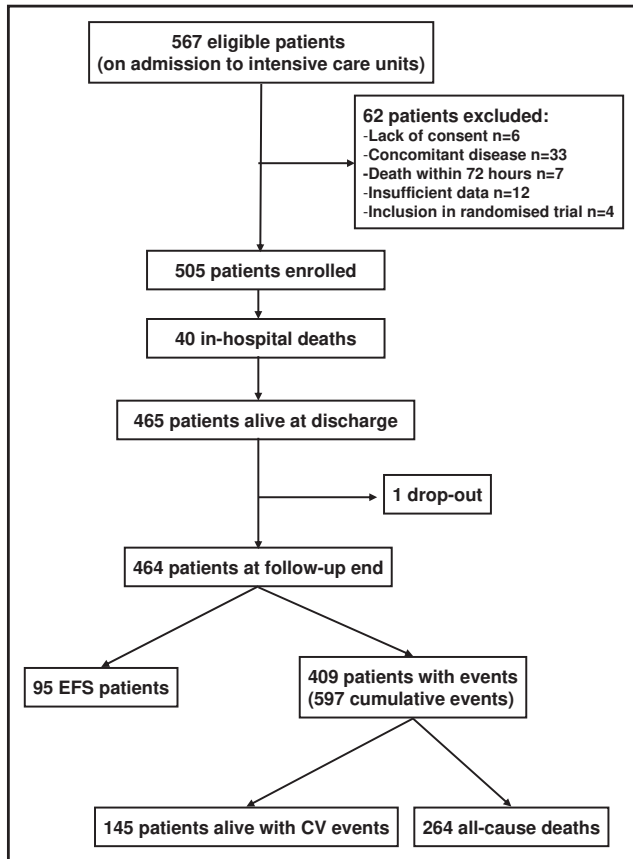 567 eligible patients
(on admission to intensive care units)
62 patients excluded:
-Lack of consent n=6
-Concomitant disease n=33
-Death within 72 hours n=7
-Insufficient data n=12
-Inclusion in randomised trial n=4
505 patients enrolled
40 in-hospital deaths
465 patients alive at discharge
1 drop-out
464 patients at follow-up end
95 EFS patients
409 patients with events
(597 cumulative events)
145 patients alive with CV events
264 all-cause deaths